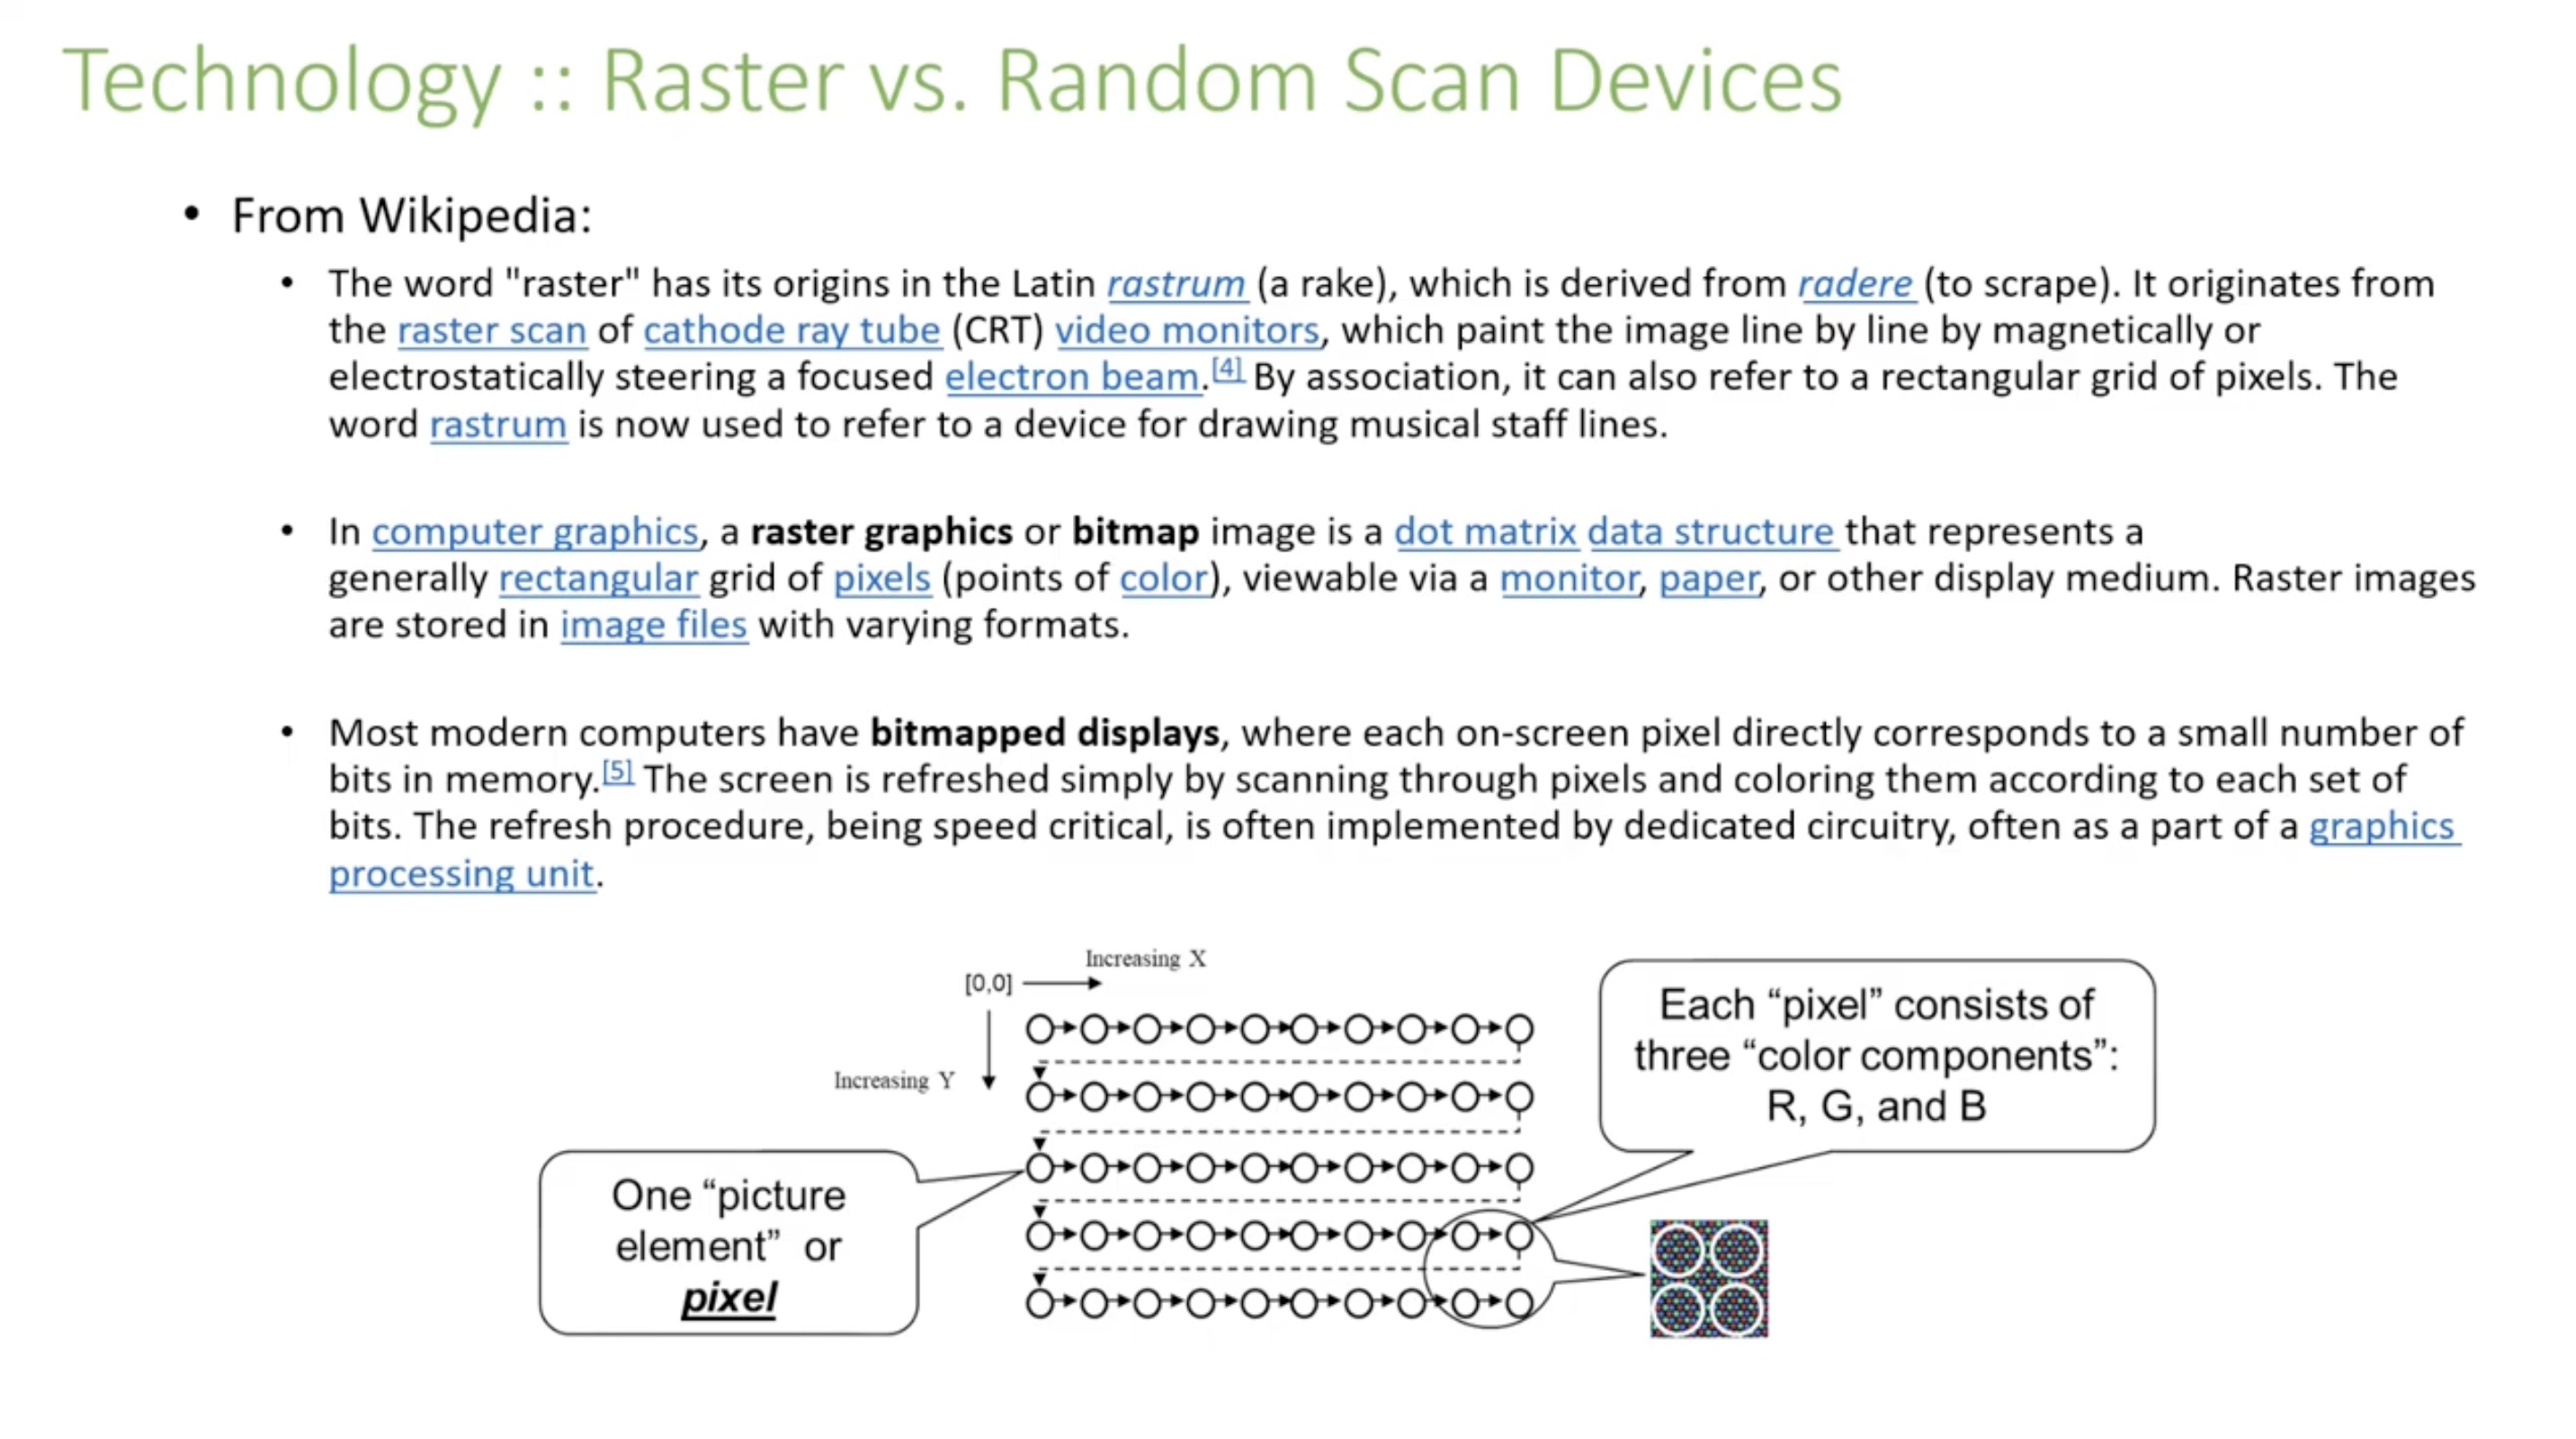 Technology :: Raster vs. Random Scan Devices
• From Wikipedia:
• The word "raster" has its origins in the Latin rastrum (a rake), which is derived from radere (to scrape). It originates from
the raster scan of cathode ray tube (CRT) video monitors, which paint the image line by line by magnetically or
electrostatically steering a focused electron beam.[4] By association, it can also refer to a rectangular grid of pixels. The
word rastrum is now used to refer to a device for drawing musical staff lines.
• In computer graphics, a raster graphics or bitmap image is a dot matrix data structure that represents a
generally rectangular grid of pixels (points of color), viewable via a monitor, paper, or other display medium. Raster images
are stored in image files with varying formats.
• Most modern computers have bitmapped displays, where each on-screen pixel directly corresponds to a small number of
bits in memory.[5] The screen is refreshed simply by scanning through pixels and coloring them according to each set of
bits. The refresh procedure, being speed critical, is often implemented by dedicated circuitry, often as a part of a graphics
processing unit.
Increasing X
[0,0]
Increasing Y
Each “pixel” consists of
three “color components”:
R, G, and B
One “picture
element” or
pixel